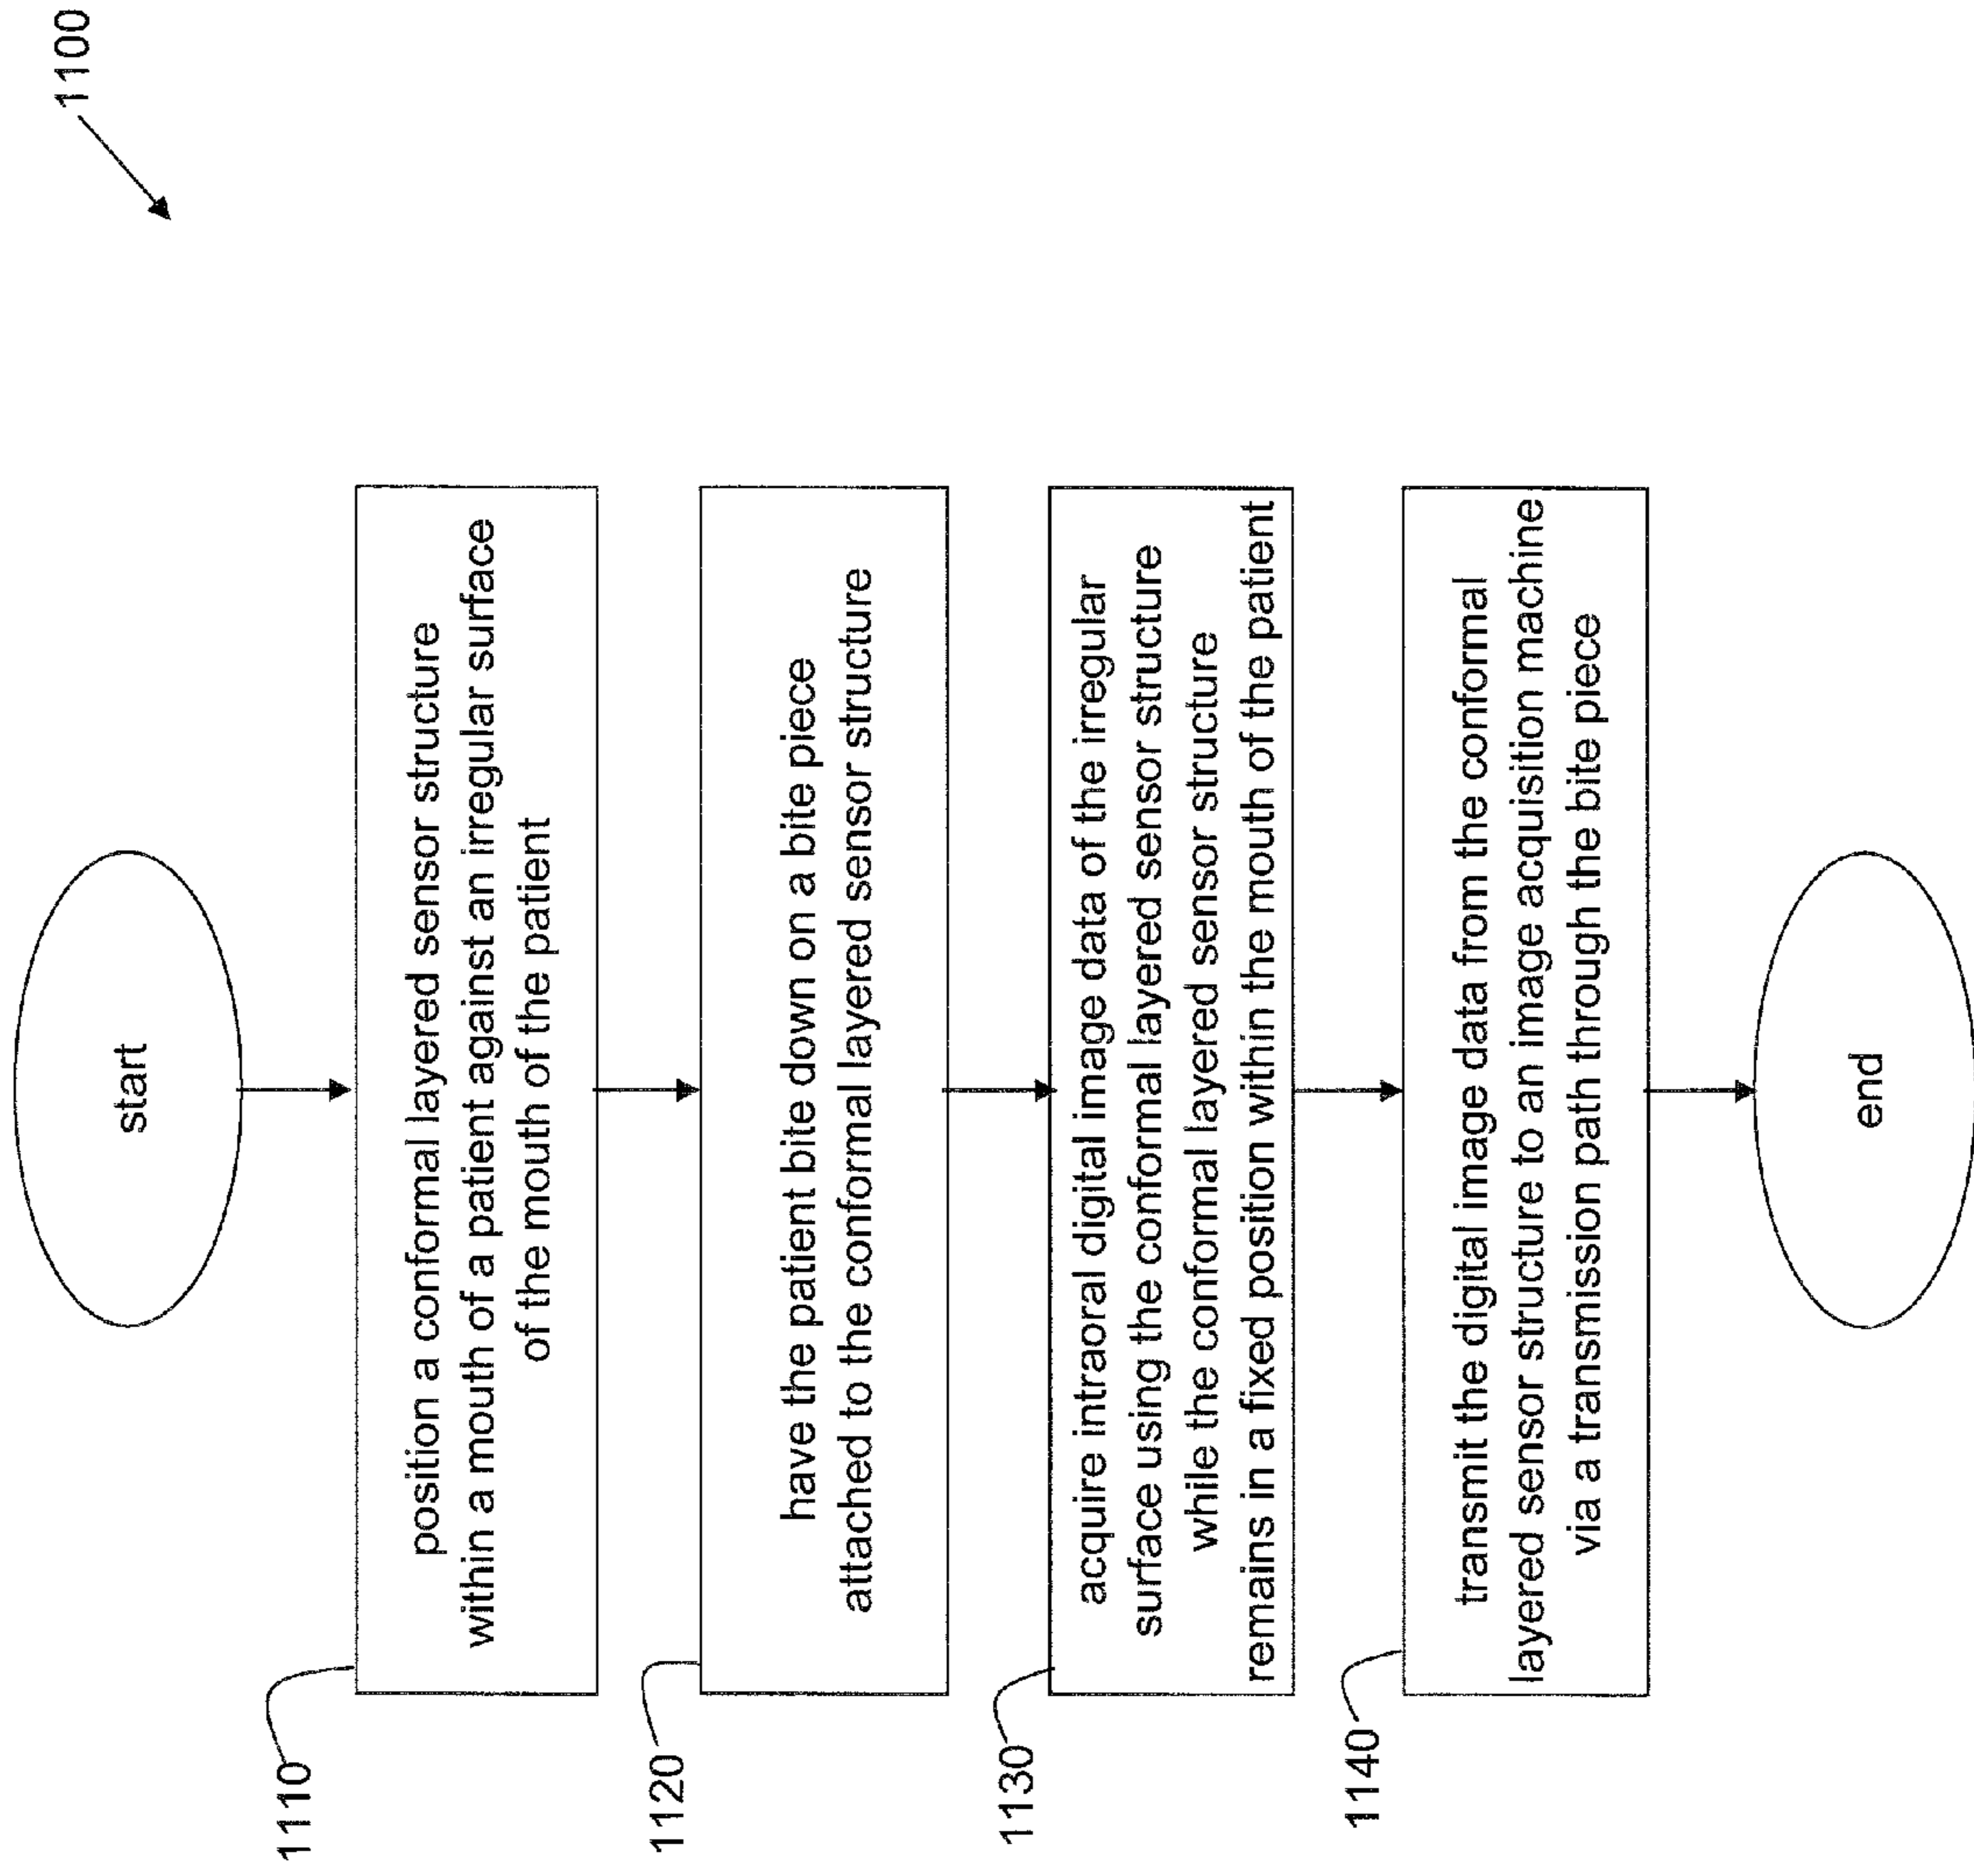 1100
start
1110
position a conformal layered sensor structure
within a mouth of a patient against an irregular surface
of the mouth of the patient
1120
have the patient bite down on a bite piece
attached to the conformal layered sensor structure
1130
acquire intraoral digital image data of the irregular
surface using the conformal layered sensor structure
while the conformal layered sensor structure
remains in a fixed position within the mouth of the patient
1140
transmit the digital image data from the conformal
layered sensor structure to an image acquisition machine
via a transmission path through the bite piece
end